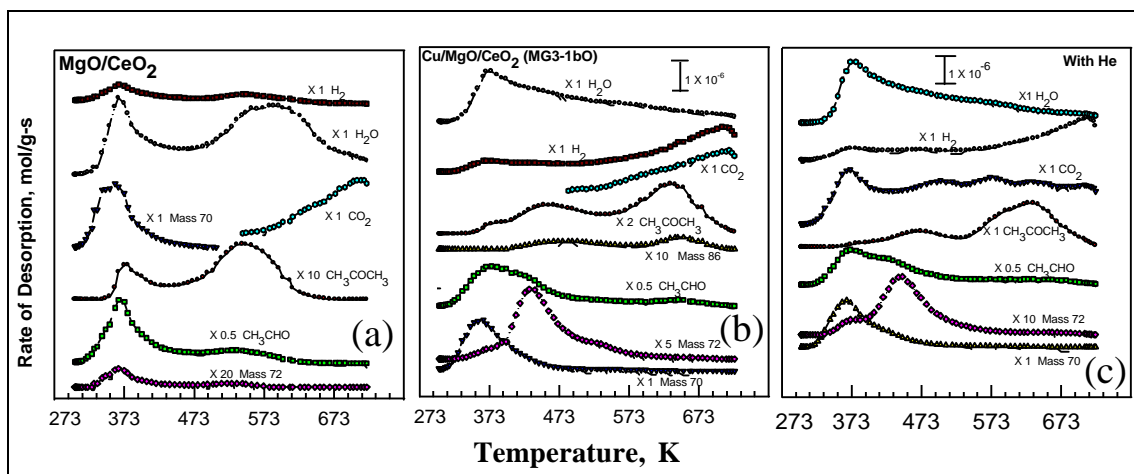 Rate of Desorption, mol/g-s
MgO/CeO2
X 1 H2
X 1 H2O
X 1 CO2
X 1 Mass 70
X 10 CH3COCH3
(a)
X 0.5 CH3CHO
X 20 Mass 72
273 373 473 573 673
Cu/MgO/CeO2 (MG3-1bO)
1 X 10-6
X 1 H2O
X 1 H2
X 1 CO2
X 2 CH3COCH3
X 10 Mass 86
X 0.5 CH3CHO
(b)
X 5 Mass 72
X 1 Mass 70
273 373 473 573 673
With He
1 X 10-6
X1 H2O
X 1 H2
X 1 CO2
X 1 CH3COCH3
X 0.5 CH3CHO
X 10 Mass 72
(c)
X 1 Mass 70
273 373 473 573 673
Temperature, K